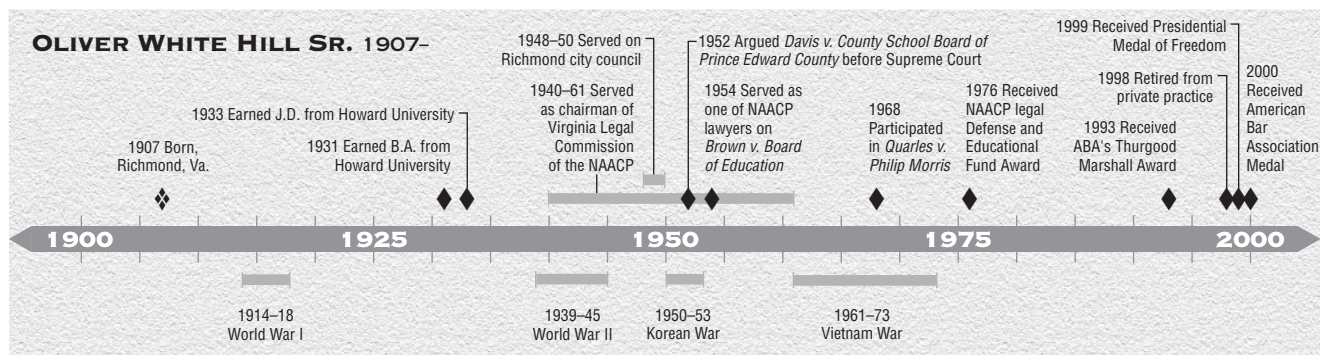 OLIVER WHITE HILL SR. 1907–
1907 Born,
Richmond, Va.
1933 Earned J.D. from Howard University
1931 Earned B.A. from
Howard University
1948–50 Served on
Richmond city council
1940–61 Served
as chairman of
Virginia Legal
Commission
of the NAACP
1952 Argued Davis v. County School Board of
Prince Edward County before Supreme Court
1954 Served as
one of NAACP
lawyers on
Brown v. Board
of Education
1968
Participated
in Quarles v.
Philip Morris
1976 Received
NAACP legal
Defense and
Educational
Fund Award
1999 Received Presidential
Medal of Freedom
1998 Retired from
private practice
1993 Received
ABA's Thurgood
Marshall Award
2000
Received
American
Bar
Association
Medal
1900 1925 1950 1975 2000
1914–18
World War I
1939–45
World War II
1950–53
Korean War
1961–73
Vietnam War